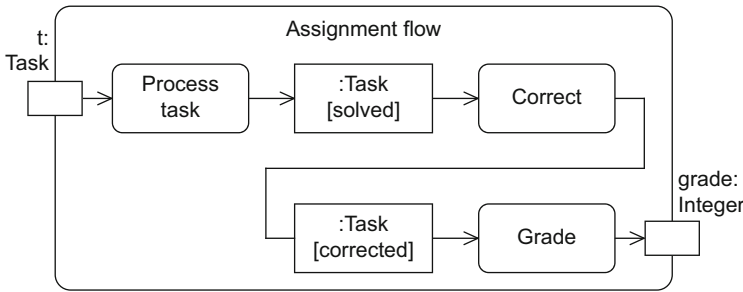 Assignment flow
t:
Task
Process
task
:Task
[solved]
Correct
:Task
[corrected]
Grade
grade:
Integer